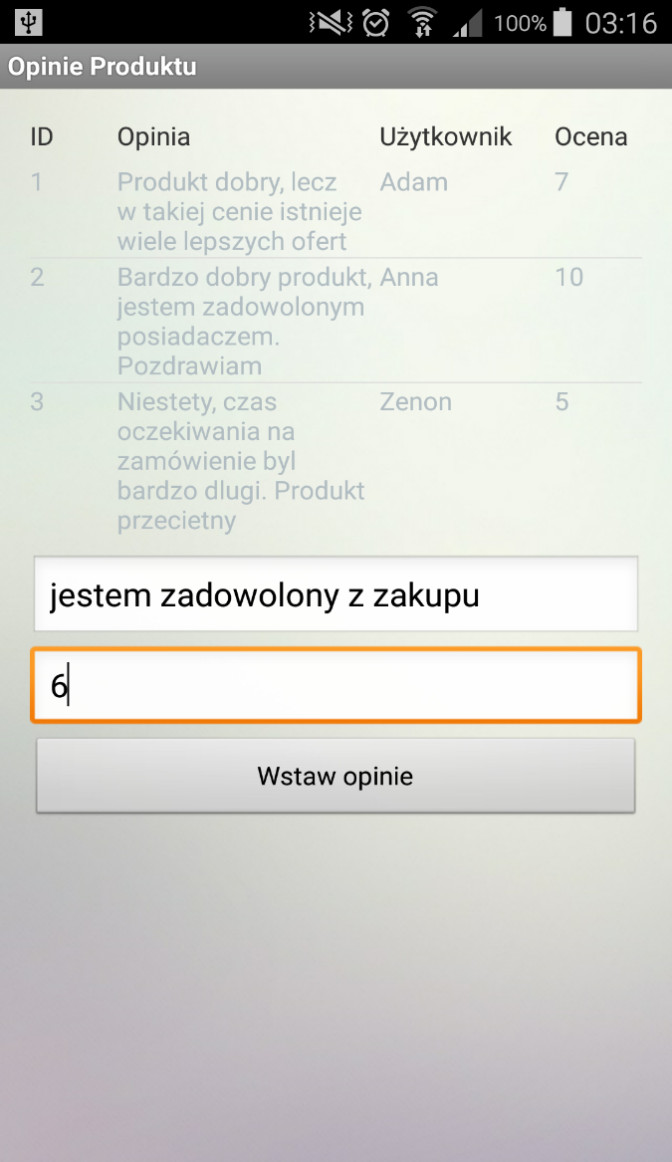 100% 03:16
Opinie Produktu
ID Opinia Użytkownik Ocena
1 Produkt dobry, lecz Adam 7
w takiej cenie istnieje
wiele lepszych ofert
2 Bardzo dobry produkt, Anna 10
jestem zadowolonym
posiadaczem.
Pozdrawiam
3 Niestety, czas Zenon 5
oczekiwania na
zamówienie byl
bardzo dlugi. Produkt
przecietny
jestem zadowolony z zakupu
6
Wstaw opinie